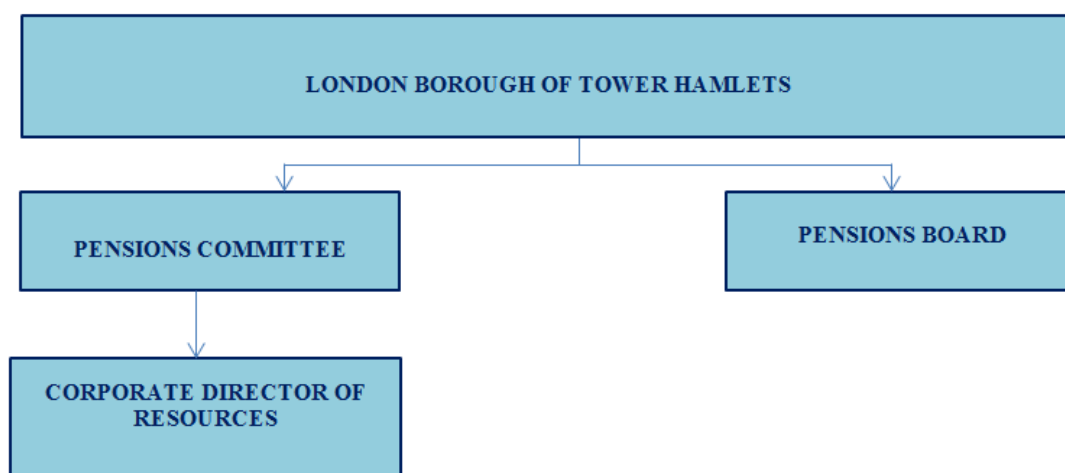 LONDON BOROUGH OF TOWER HAMLETS
PENSIONS COMMITTEE
PENSIONS BOARD
CORPORATE DIRECTOR OF
RESOURCES